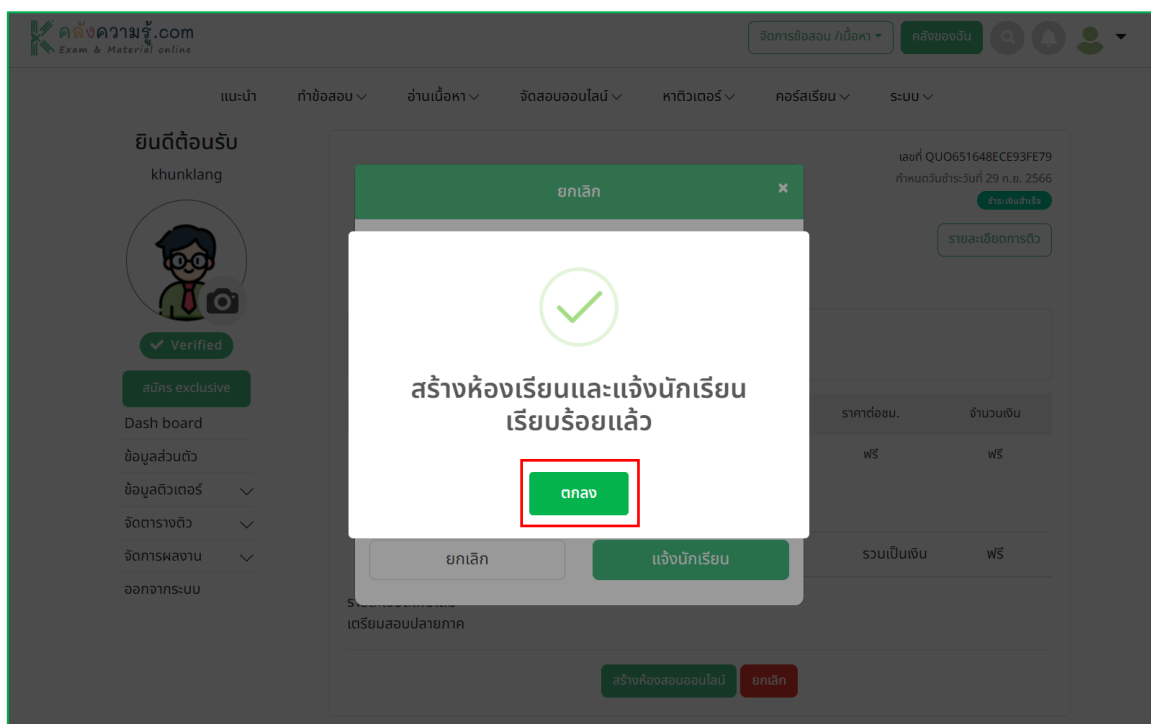 คลังความรู้.com
Exam & Material online
จัดการข้อสอบ /เนื้อหา
คลังของฉัน
แนะนำ ทำข้อสอบ อ่านเนื้อหา จัดสอบออนไลน์ หาติวเตอร์ คอร์สเรียน ระบบ
ยินดีต้อนรับ
khunklang
Verified
สมัคร exclusive
Dash board
ข้อมูลส่วนตัว
ข้อมูลติวเตอร์
จัดตารางติว
จัดการผลงาน
ออกจากระบบ
เลขที่ QUO651648ECE93FE79
กำหนดวันชำระวันที่ 29 ก.ย. 2566
ชำระเงินสำเร็จ
รายละเอียดการติว
ยกเลิก ×
สร้างห้องเรียนและแจ้งนักเรียน
เรียบร้อยแล้ว
ตกลง
ยกเลิก แจ้งนักเรียน
ราคาต่อชม. จำนวนเงิน
ฟรี ฟรี
รวมเป็นเงิน ฟรี
เตรียมสอบปลายภาค
สร้างห้องสอนออนไลน์ ยกเลิก